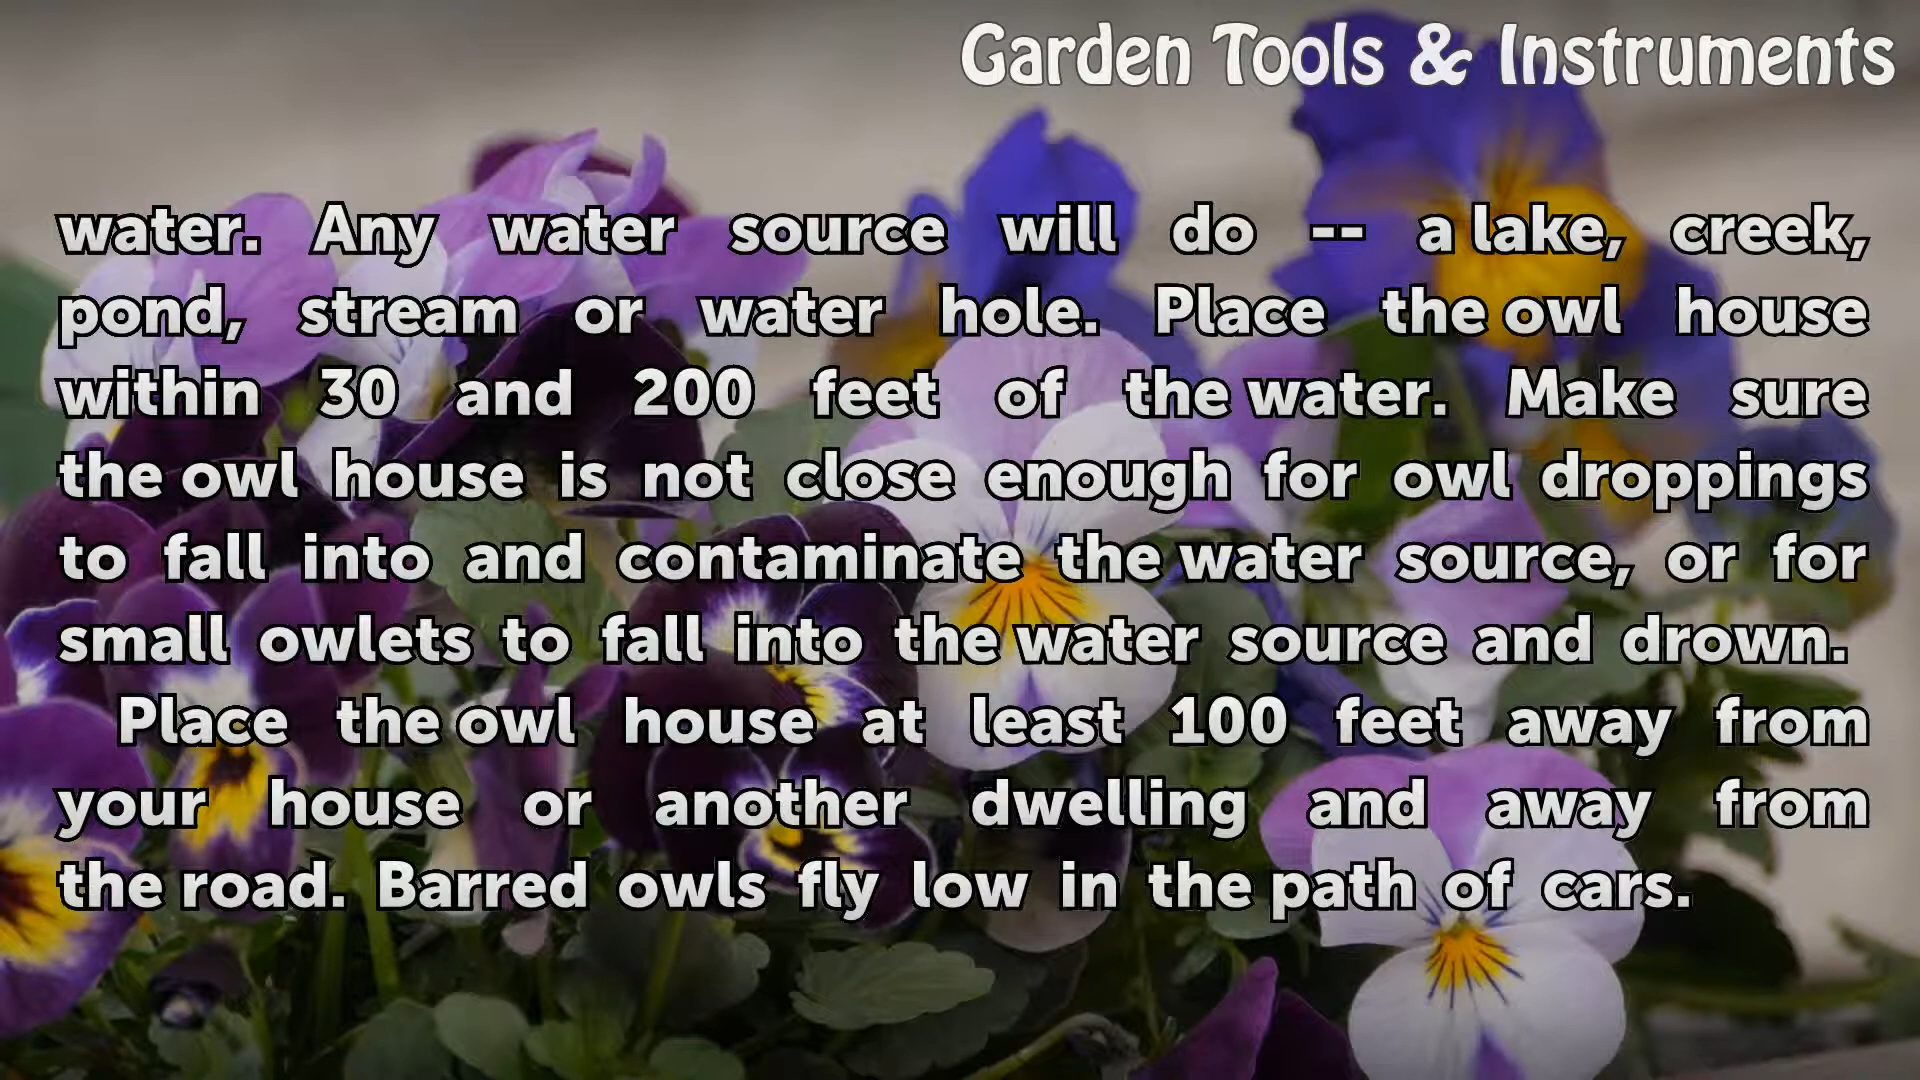 Garden Tools & Instruments
water. Any water source will do -- a lake, creek,
pond, stream or water hole. Place the owl house
within 30 and 200 feet of the water. Make sure
the owl house is not close enough for owl droppings
to fall into and contaminate the water source, or for
small owlets to fall into the water source and drown.
Place the owl house at least 100 feet away from
your house or another dwelling and away from
the road. Barred owls fly low in the path of cars.